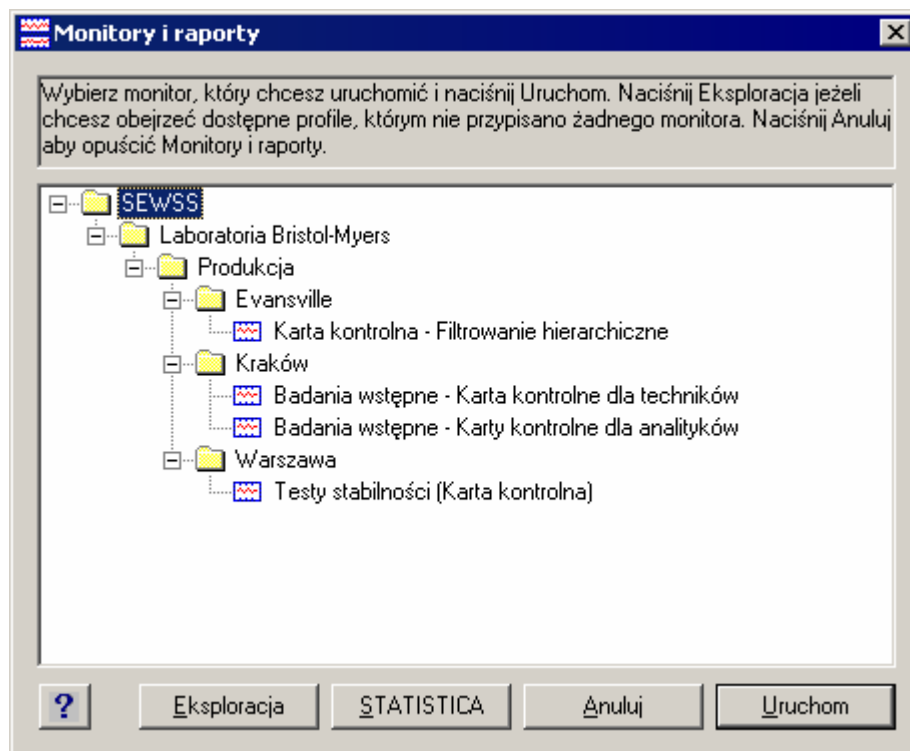 Monitory i raporty
Wybierz monitor, który chcesz uruchomić i naciśnij Uruchom. Naciśnij Eksploracja jeżeli
chcesz obejrzeć dostępne profile, którym nie przypisano żadnego monitora. Naciśnij Anuluj
aby opuścić Monitory i raporty.
SEWSS
Laboratoria Bristol-Myers
Produkcja
Evansville
Karta kontrolna - Filtrowanie hierarchiczne
Kraków
Badania wstępne - Karta kontrolne dla techników
Badania wstępne - Karty kontrolne dla analityków
Warszawa
Testy stabilności (Karta kontrolna)
? Eksploracja STATISTICA Anuluj Uruchom